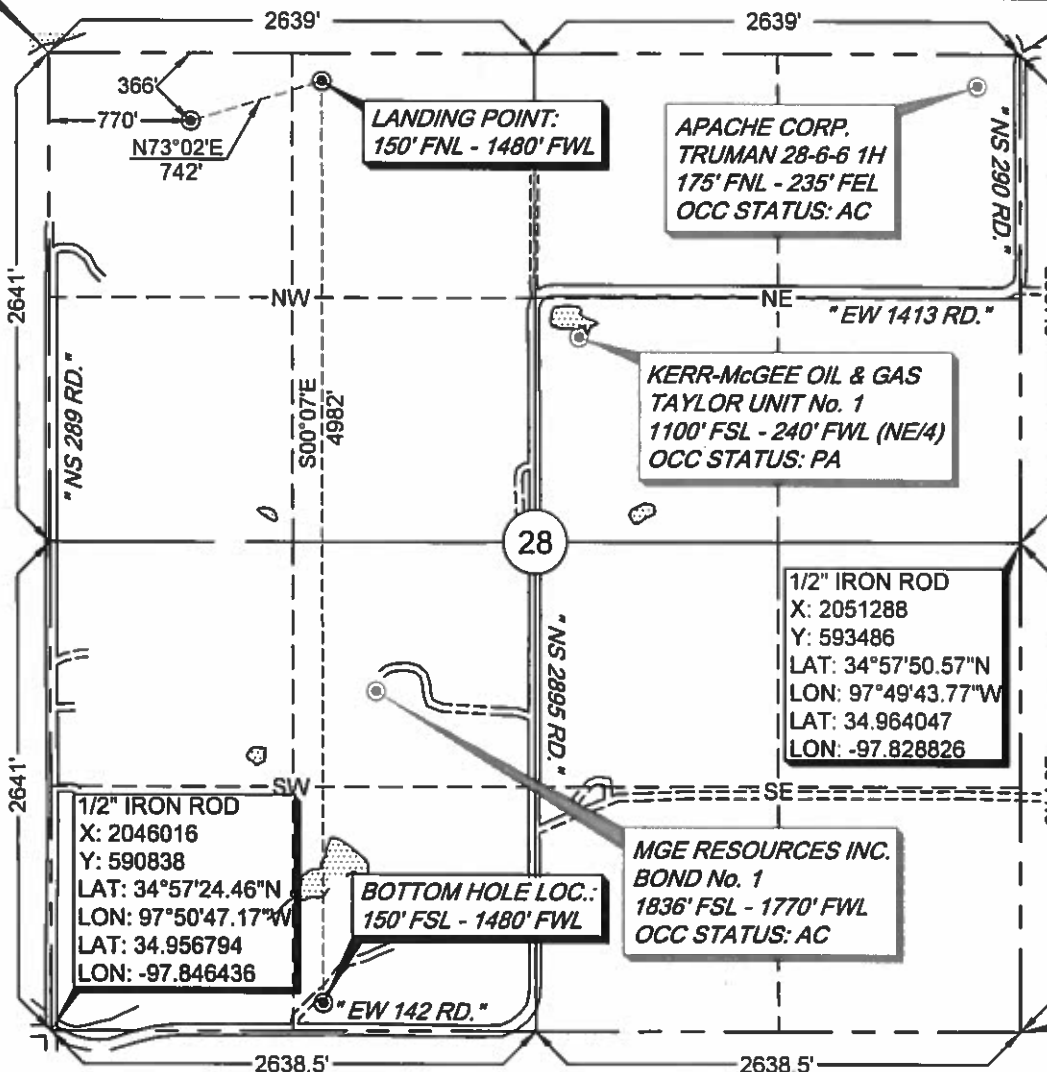 2639'
2639'
366'
770'
N73°02'E
742'
LANDING POINT:
150' FNL - 1480' FWL
APACHE CORP.
TRUMAN 28-6-6 1H
175' FNL - 235' FEL
OCC STATUS: AC
" NS 290 RD."
2641'
NW
NE
" EW 1413 RD."
" NS 289 RD."
S00°07'E
4982'
KERR-McGEE OIL & GAS
TAYLOR UNIT No. 1
1100' FSL - 240' FWL (NE/4)
OCC STATUS: PA
28
1/2" IRON ROD
X: 2051288
Y: 593486
LAT: 34°57'50.57"N
LON: 97°49'43.77"W
LAT: 34.964047
LON: -97.828826
" NS 2895 RD."
2641'
SW
SE
1/2" IRON ROD
X: 2046016
Y: 590838
LAT: 34°57'24.46"N
LON: 97°50'47.17"W
LAT: 34.956794
LON: -97.846436
BOTTOM HOLE LOC.:
150' FSL - 1480' FWL
MGE RESOURCES INC.
BOND No. 1
1836' FSL - 1770' FWL
OCC STATUS: AC
" EW 142 RD."
2638.5'
2638.5'